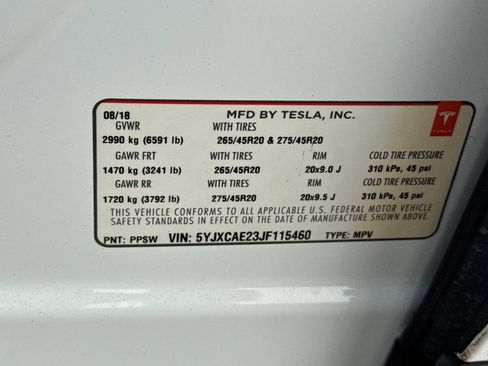 08/18 MFD BY TESLA, INC.
GVWR WITH TIRES
2990 kg (6591 lb) 265/45R20 & 275/45R20
GAWR FRT WITH TIRES RIM COLD TIRE PRESSURE
1470 kg (3241 lb) 265/45R20 20x9.0 J 310 kPa, 45 psi
GAWR RR WITH TIRES RIM COLD TIRE PRESSURE
1720 kg (3792 lb) 275/45R20 20x9.5 J 310 kPa, 45 psi
THIS VEHICLE CONFORMS TO ALL APPLICABLE U.S. FEDERAL MOTOR VEHICLE
SAFETY STANDARDS IN EFFECT ON THE DATE OF MANUFACTURE SHOWN ABOVE.
PNT: PPSW VIN: 5YJXCAE23JF115460 TYPE: MPV
TESLA